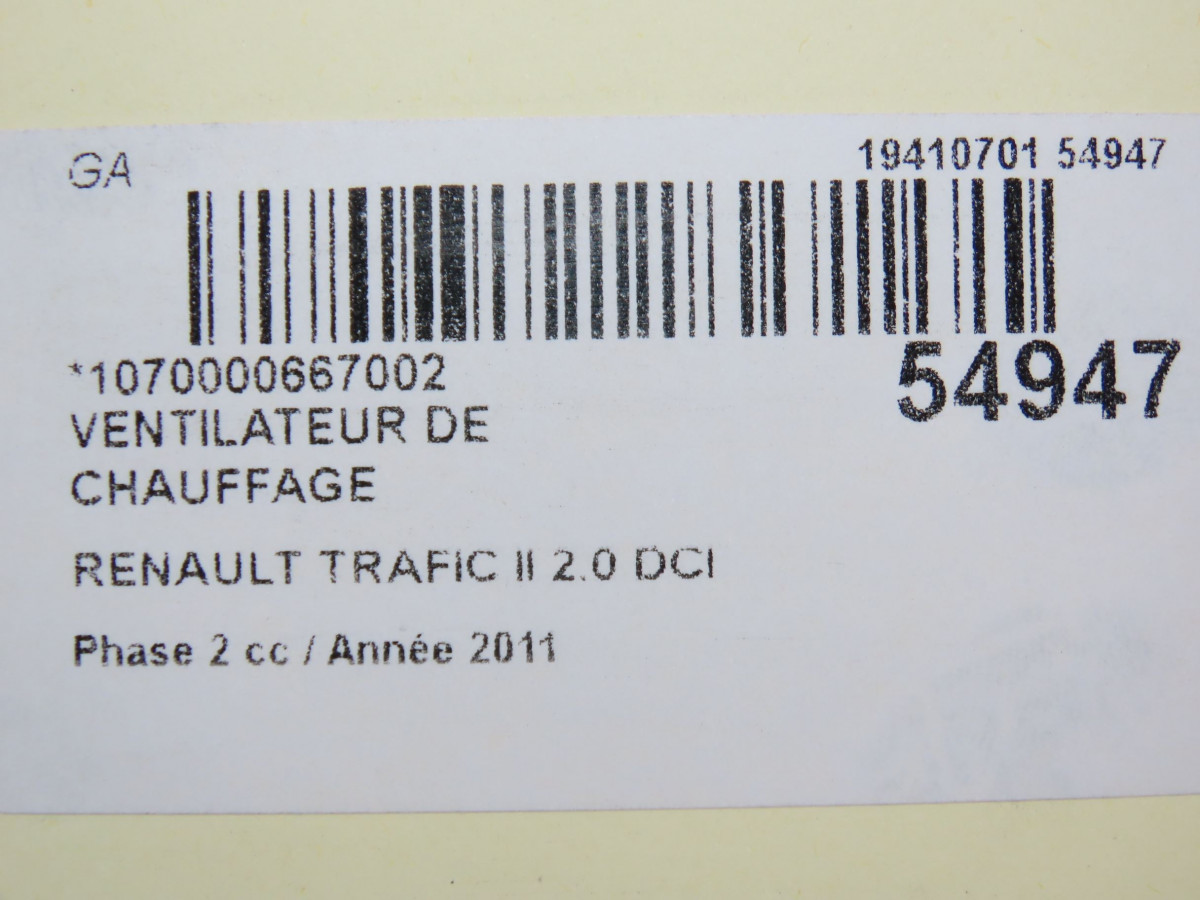 GA
19410701 54947
*1070000667002
54947
VENTILATEUR DE
CHAUFFAGE
RENAULT TRAFIC II 2.0 DCI
Phase 2 cc / Année 2011